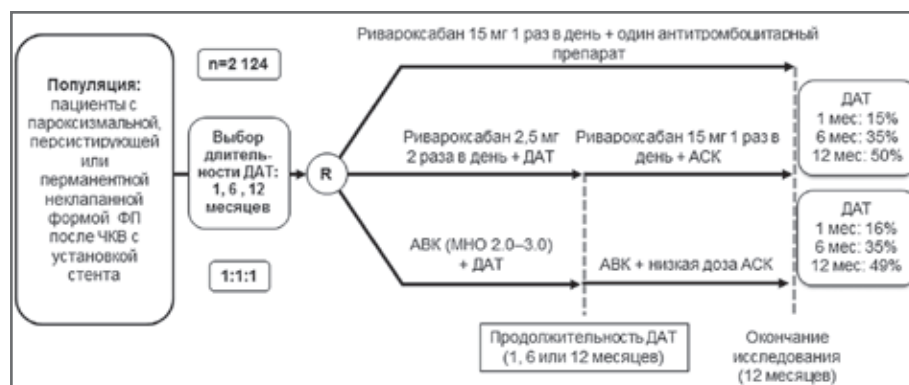 Популяция:
пациенты с
пароксизмальной,
персистирующей
или
перманентной
неклапанной
формой ФП
после ЧКВ с
установкой
стента
n=2 124
Выбор
длитель-
ности ДАТ:
1, 6 , 12
месяцев
1:1:1
R
Ривароксабан 15 мг 1 раз в день + один антитромбоцитарный
препарат
Ривароксабан 2,5 мг
2 раза в день + ДАТ
Ривароксабан 15 мг 1 раз в
день + АСК
АВК (МНО 2.0–3.0)
+ ДАТ
АВК + низкая доза АСК
ДАТ
1 мес: 15%
6 мес: 35%
12 мес: 50%
ДАТ
1 мес: 16%
6 мес: 35%
12 мес: 49%
Продолжительность ДАТ
(1, 6 или 12 месяцев)
Окончание
исследования
(12 месяцев)